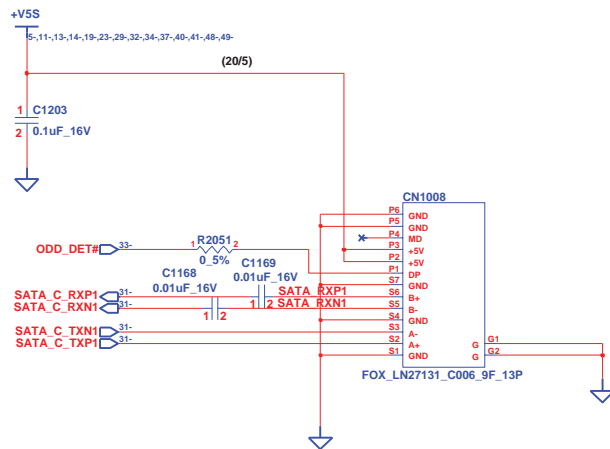 +V5S
5-,11-,13-,14-,19-,23-,29-,32-,34-,37-,40-,41-,48-,49-
(20/5)
1 C1203
2 0.1uF_16V
CN1008
P6 GND
P5 GND
P4 MD
P3 +5V
P2 +5V
P1 DP
S7 GND
S6 B+
S5 B-
S4 GND
S3 A-
S2 A+
S1 GND
G G1
G G2
FOX_LN27131_C006_9F_13P
ODD_DET# 33- 1 R2051 2
0_5%
C1169
0.01uF_16V
C1168
0.01uF_16V
SATA_C_RXP1 31- 1 2 SATA_RXP1
SATA_C_RXN1 31- 1 2 SATA_RXN1
SATA_C_TXN1 31-
SATA_C_TXP1 31-